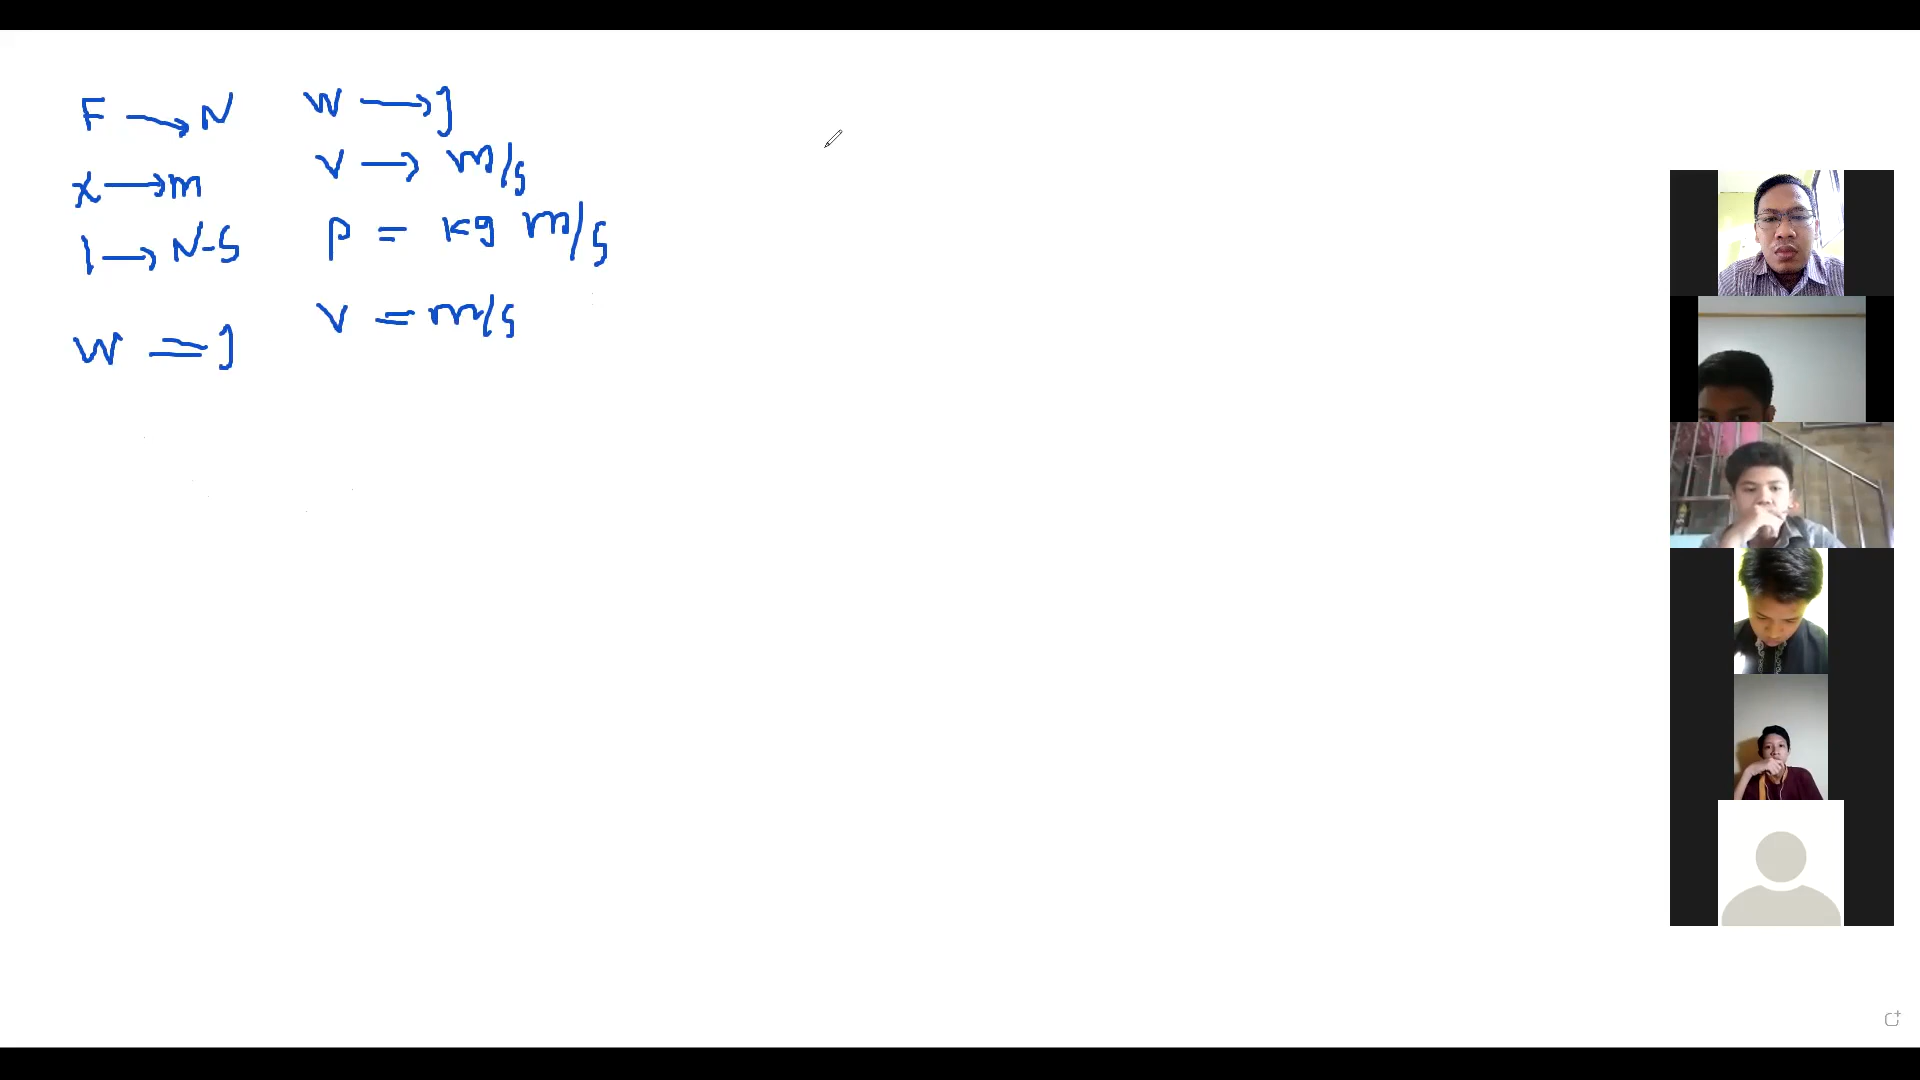 F → N
x → m
I → N-S
W = J
W → J
v → m/s
p = kg m/s
v = m/s